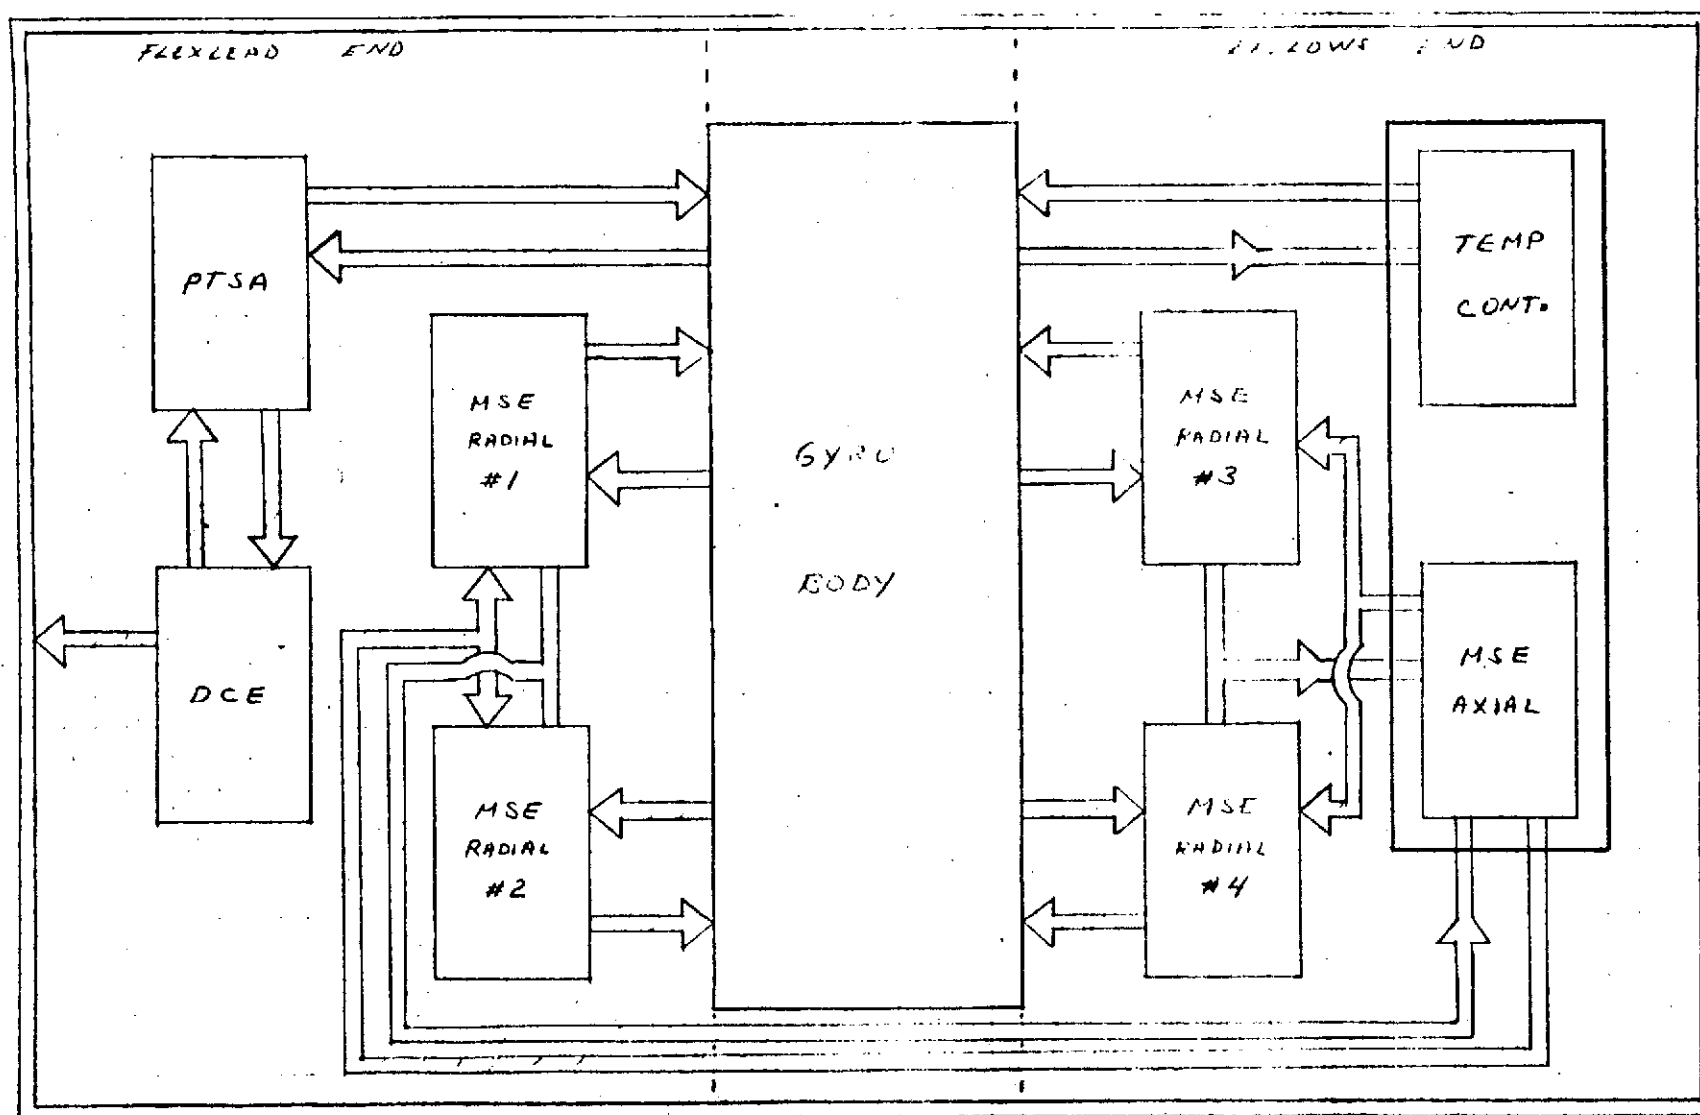 FLEXLEAD END
PTSA
DCE
MSE
RADIAL
#1
MSE
RADIAL
#2
GYRO
BODY
MSE
RADIAL
#3
MSE
RADIAL
#4
TEMP
CONT.
MSE
AXIAL
END